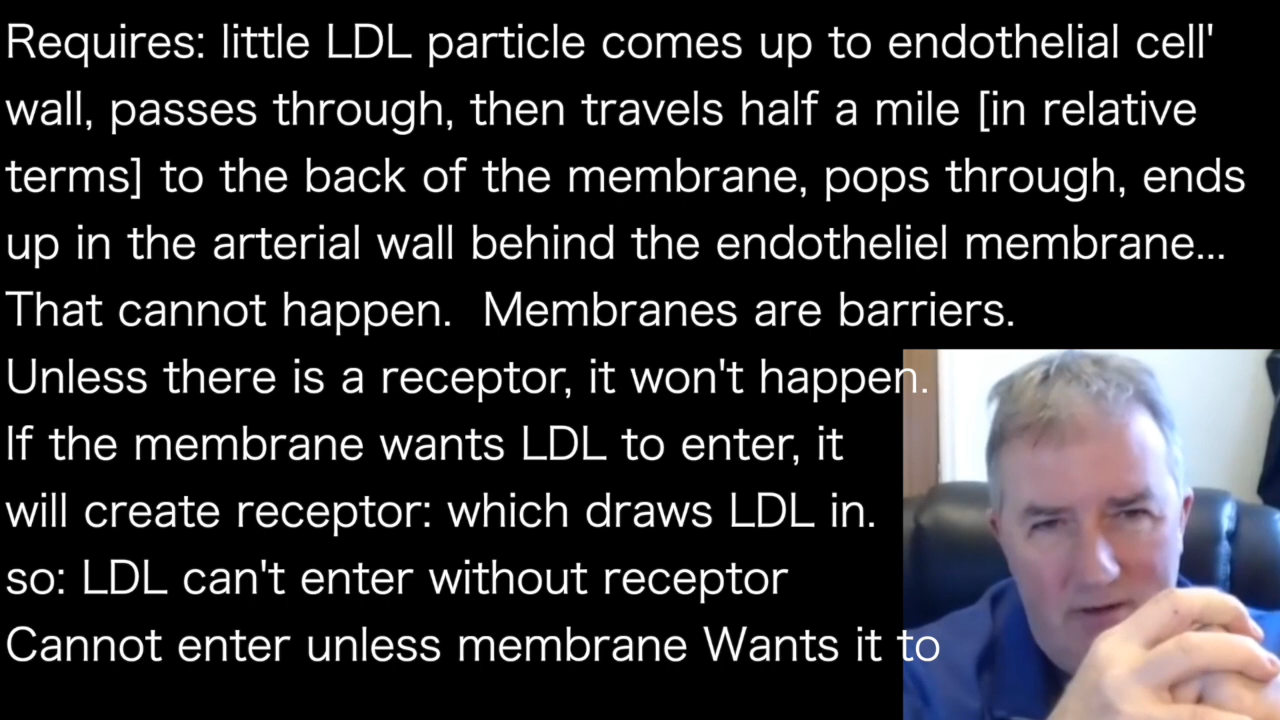 Requires: little LDL particle comes up to endothelial cell'
wall, passes through, then travels half a mile [in relative
terms] to the back of the membrane, pops through, ends
up in the arterial wall behind the endotheliel membrane...
That cannot happen.  Membranes are barriers.
Unless there is a receptor, it won't happen.
If the membrane wants LDL to enter, it
will create receptor: which draws LDL in.
so: LDL can't enter without receptor
Cannot enter unless membrane Wants it to